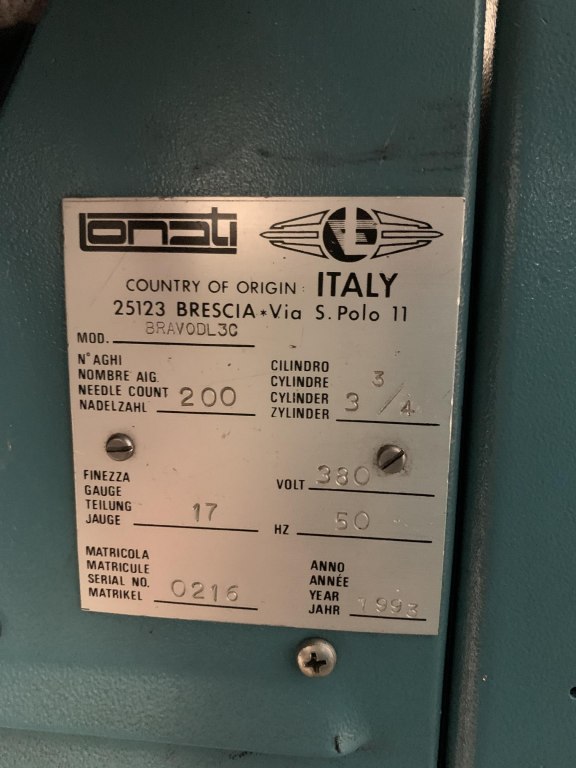 Lonati
COUNTRY OF ORIGIN: ITALY
25123 BRESCIA*Via S. Polo 11
MOD. BRAVODL3C
N° AGHI
NOMBRE AIG.
NEEDLE COUNT
NADELZAHL 200
CILINDRO
CYLINDRE
CYLINDER
ZYLINDER 3 3/4
FINEZZA
GAUGE
TEILUNG
JAUGE 17
VOLT 380
HZ 50
MATRICOLA
MATRICULE
SERIAL NO.
MATRIKEL 0216
ANNO
ANNÉE
YEAR
JAHR 1993